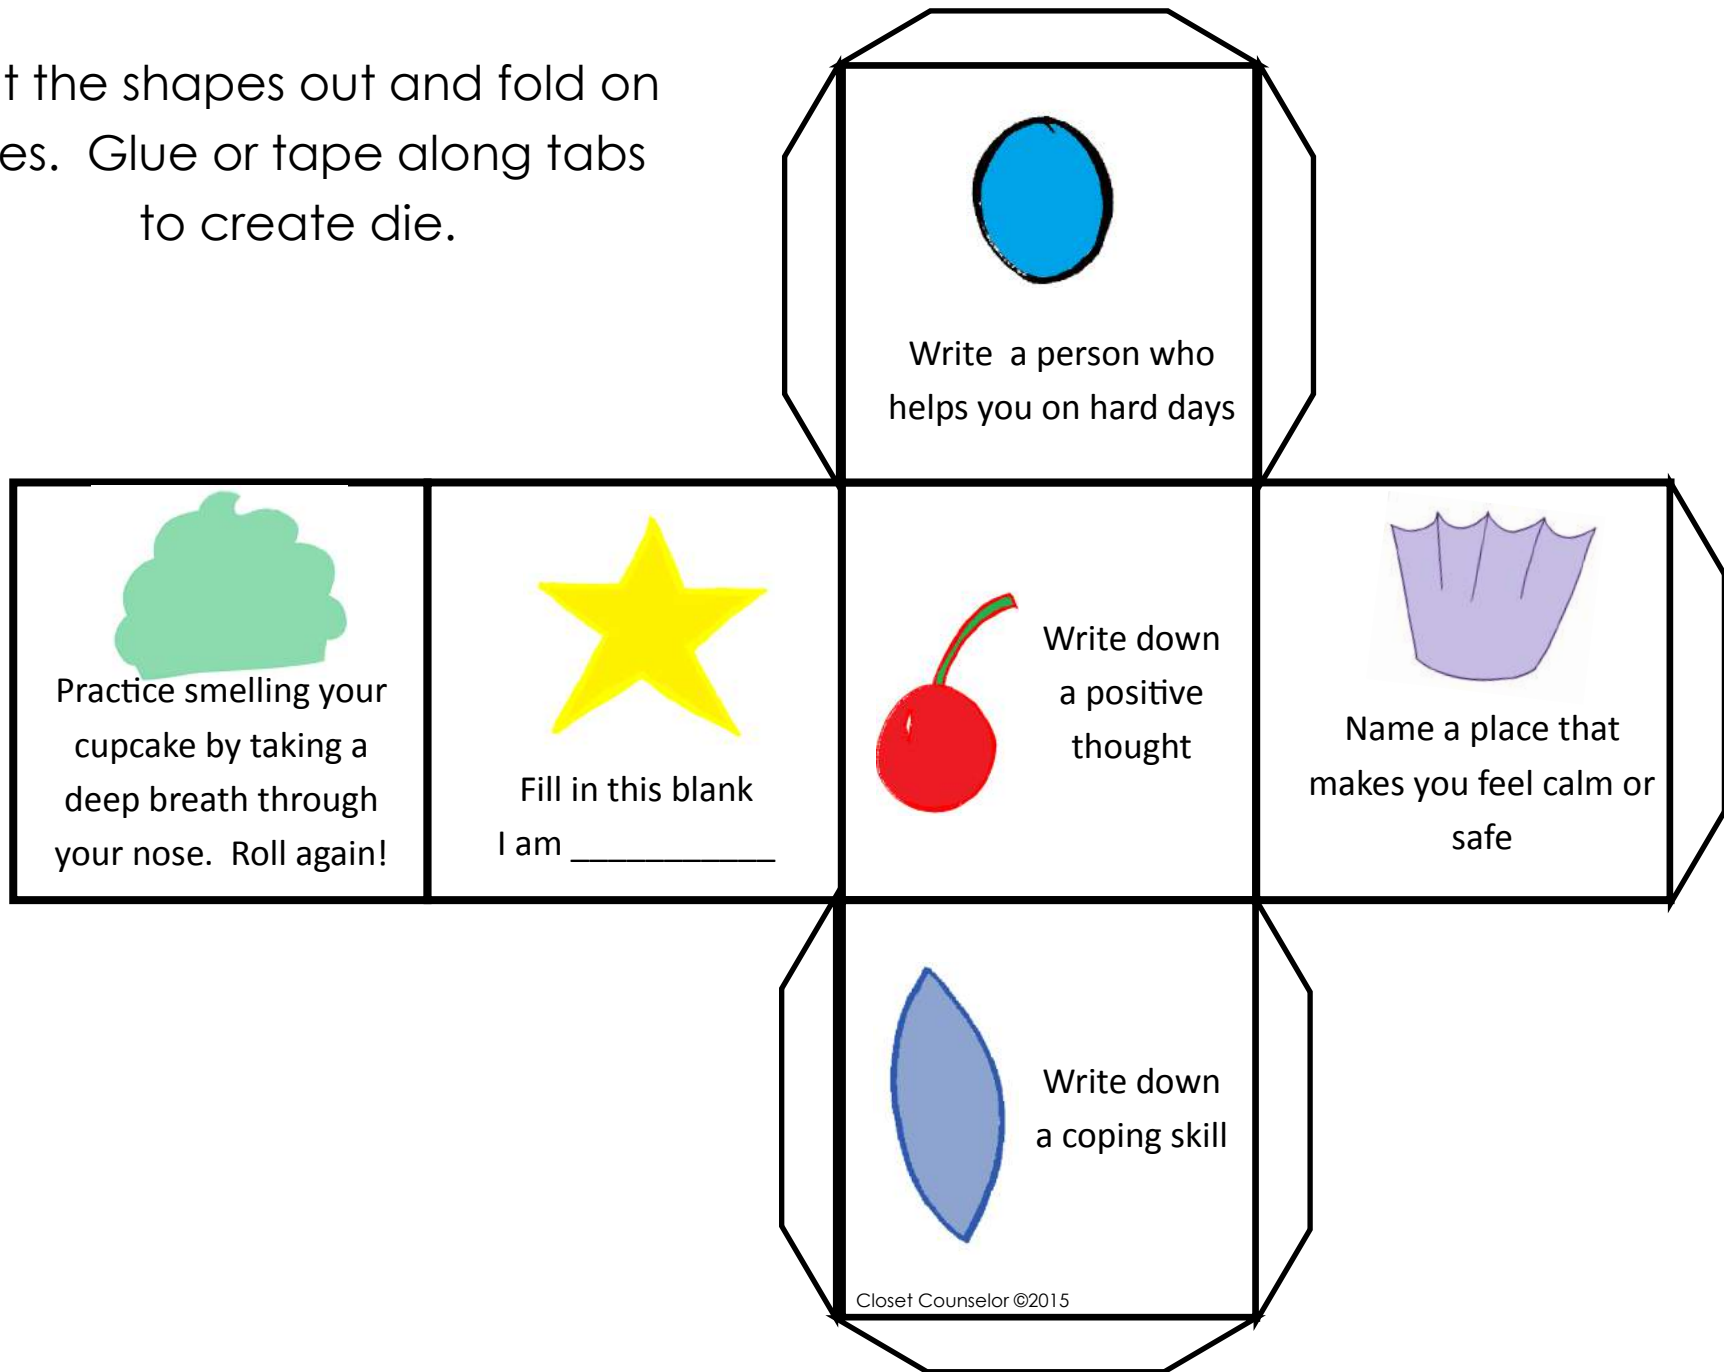 t the shapes out and fold on
es. Glue or tape along tabs
to create die.
Write a person who
helps you on hard days
Practice smelling your
cupcake by taking a
deep breath through
your nose. Roll again!
Fill in this blank
I am ___________
Write down
a positive
thought
Name a place that
makes you feel calm or
safe
Write down
a coping skill
Closet Counselor ©2015